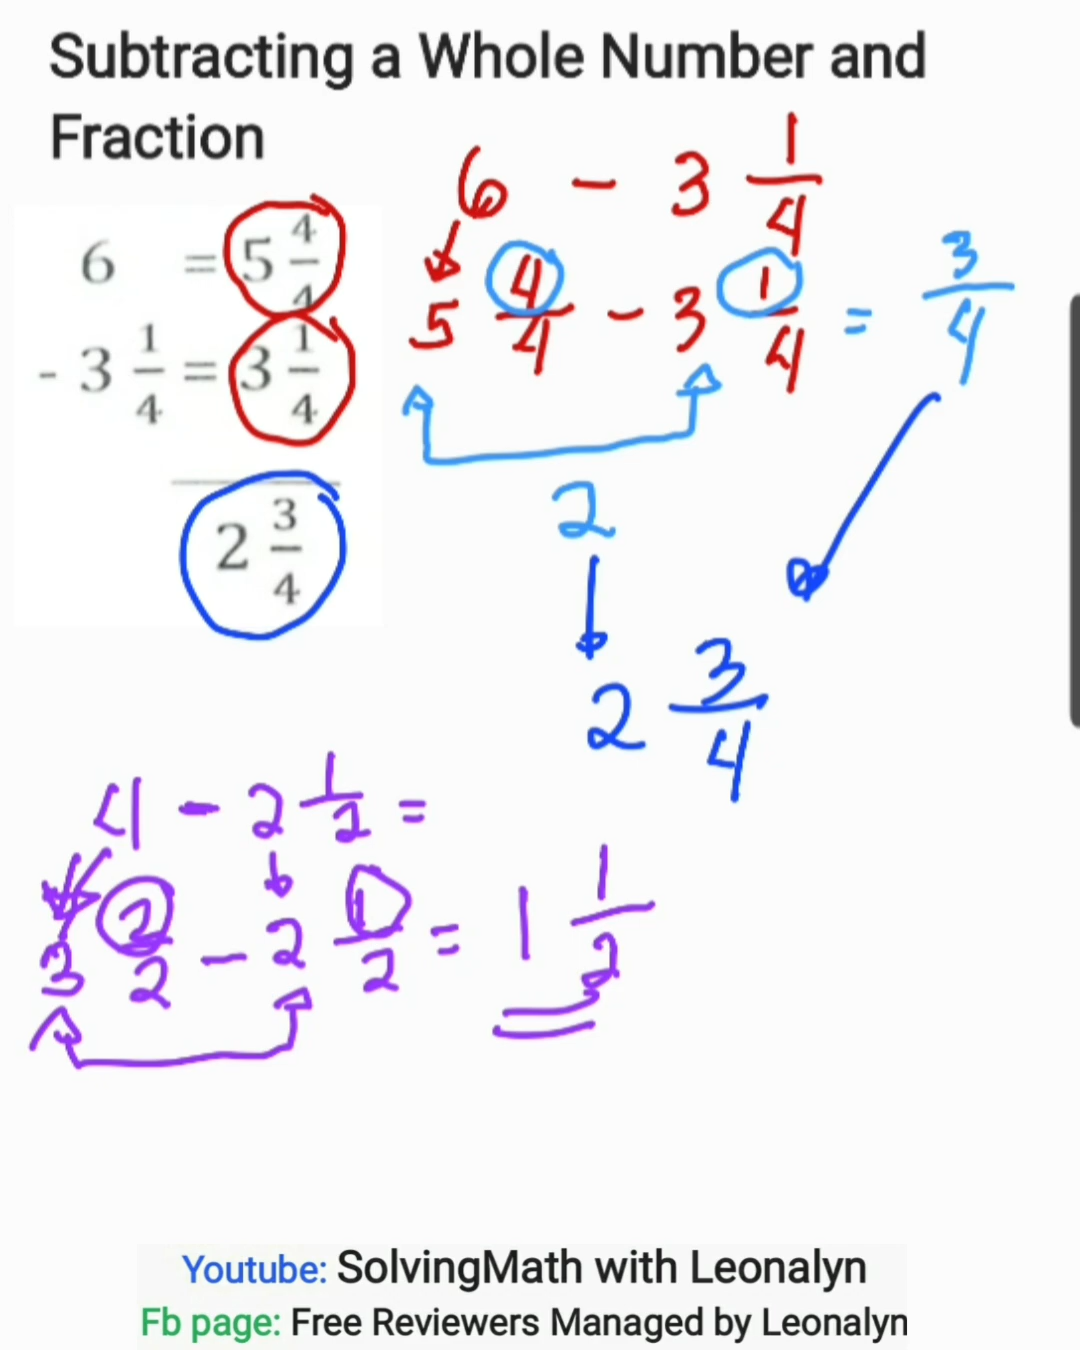 Subtracting a Whole Number and
Fraction
6 = 5 4/4
- 3 1/4 = 3 1/4
2 3/4
6 - 3 1/4
5 4/4 - 3 1/4 = 3/4
2
2 3/4
4 - 2 1/2 =
3 2/2 - 2 1/2 = 1 1/2
Youtube: SolvingMath with Leonalyn
Fb page: Free Reviewers Managed by Leonalyn